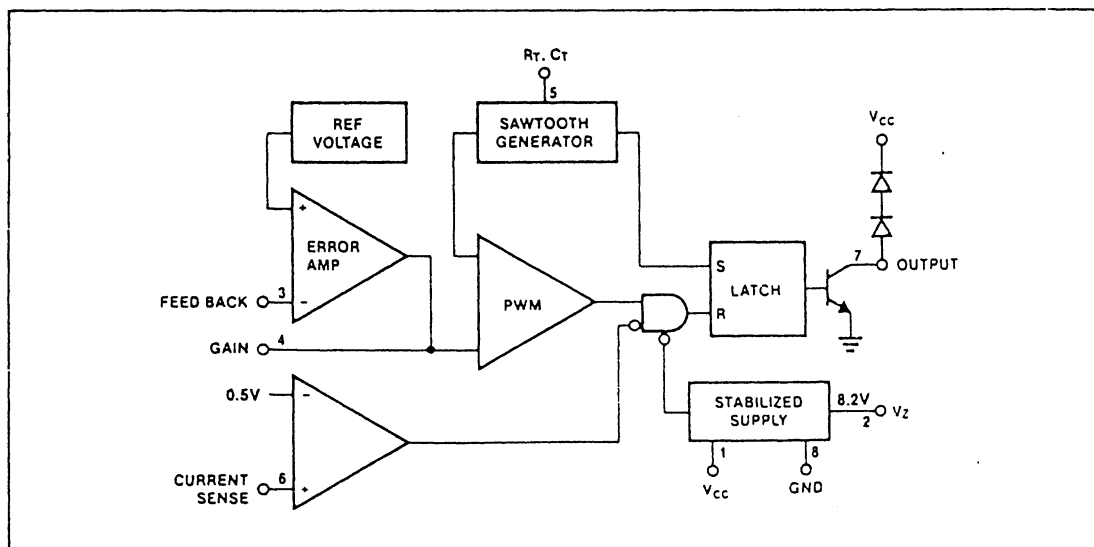 RT, CT
5
REF
VOLTAGE
SAWTOOTH
GENERATOR
VCC
+
ERROR
AMP
FEED BACK
3
−
GAIN
4
PWM
S
LATCH
R
7
OUTPUT
0.5V
−
CURRENT
SENSE
6
+
STABILIZED
SUPPLY
8.2V
2
VZ
1
8
VCC
GND